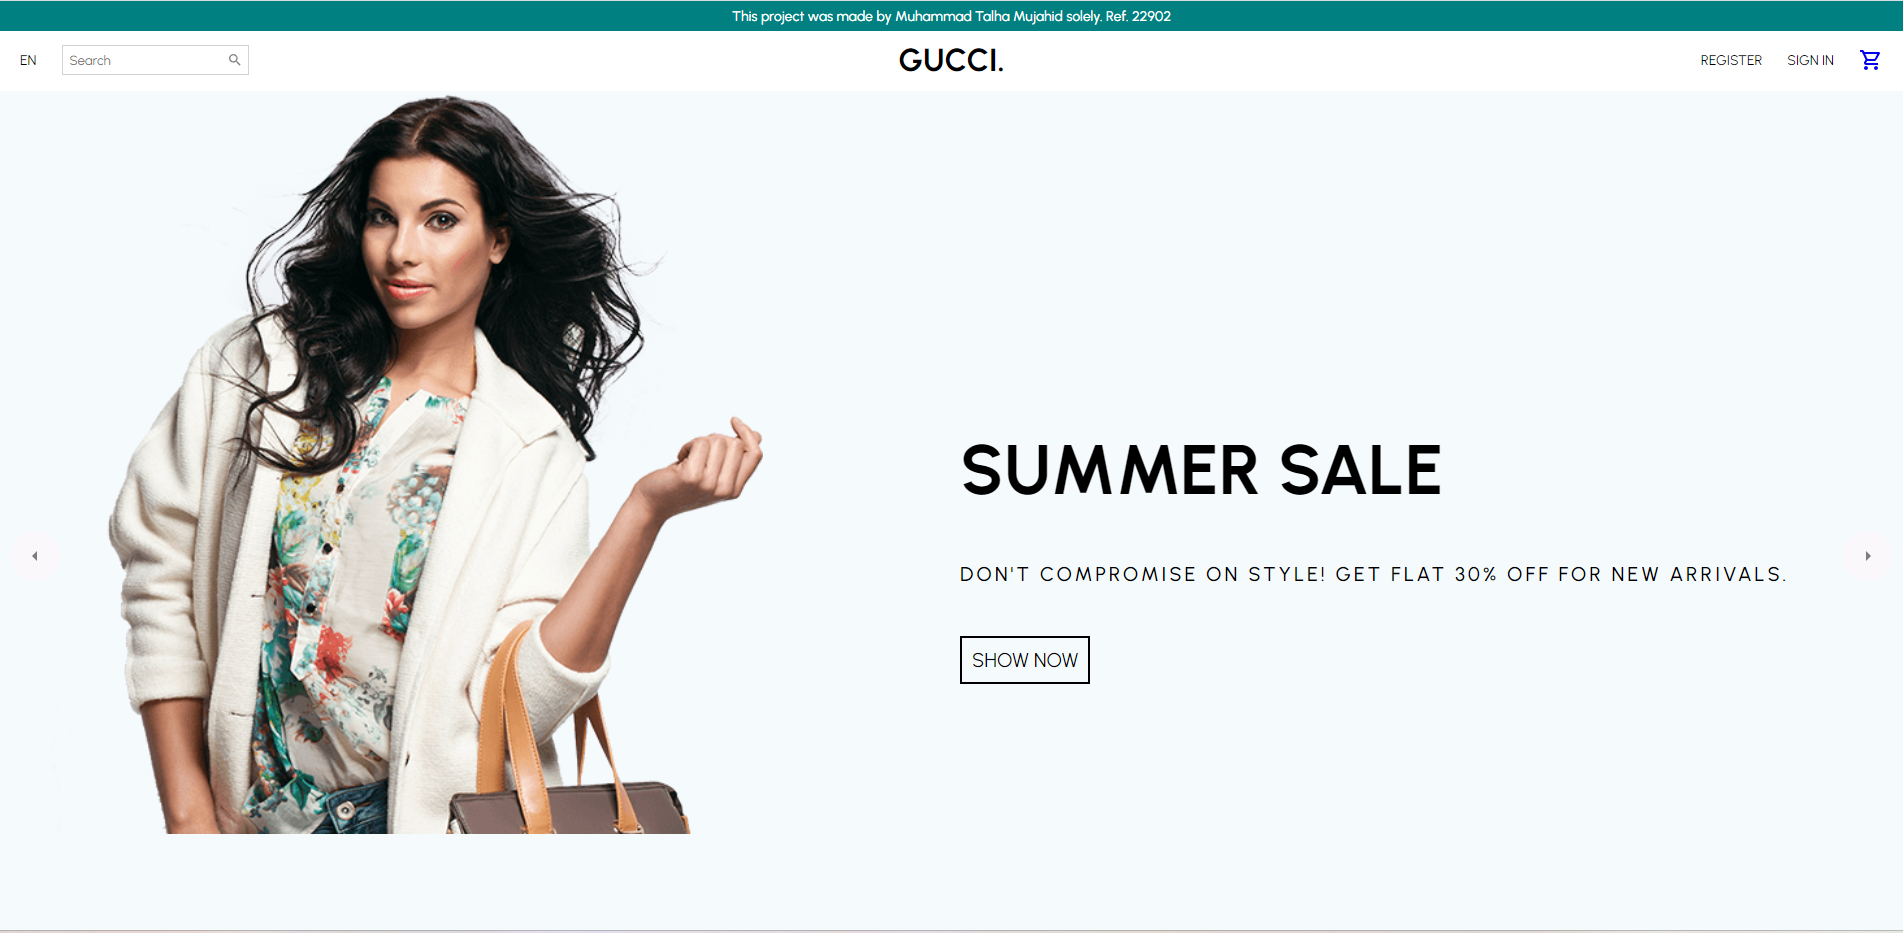 This project was made by Muhammad Talha Mujahid solely. Ref. 22902
EN
Search
GUCCI.
REGISTER
SIGN IN
SUMMER SALE
DON'T COMPROMISE ON STYLE! GET FLAT 30% OFF FOR NEW ARRIVALS.
SHOW NOW